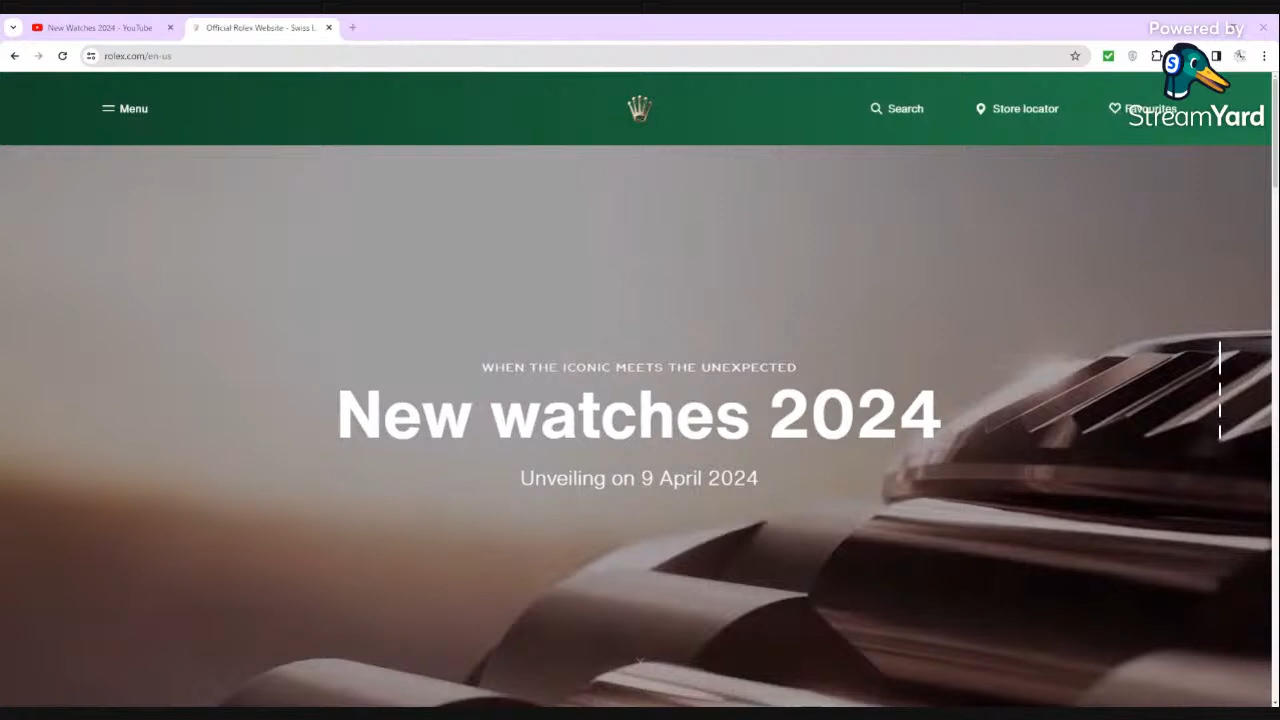 New Watches 2024 - YouTube
Official Rolex Website - Swiss l
Powered by
rolex.com/en-us
S
StreamYard
Menu
Search
Store locator
Favourites
WHEN THE ICONIC MEETS THE UNEXPECTED
New watches 2024
Unveiling on 9 April 2024